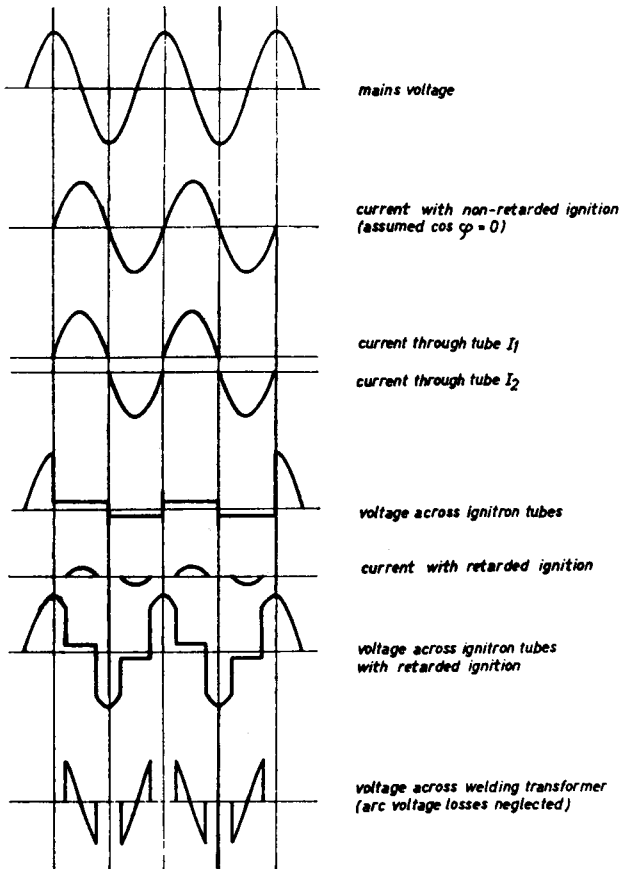 mains voltage
current with non-retarded ignition
(assumed cos φ = 0)
current through tube I1
current through tube I2
voltage across ignitron tubes
current with retarded ignition
voltage across ignitron tubes
with retarded ignition
voltage across welding transformer
(arc voltage losses neglected)